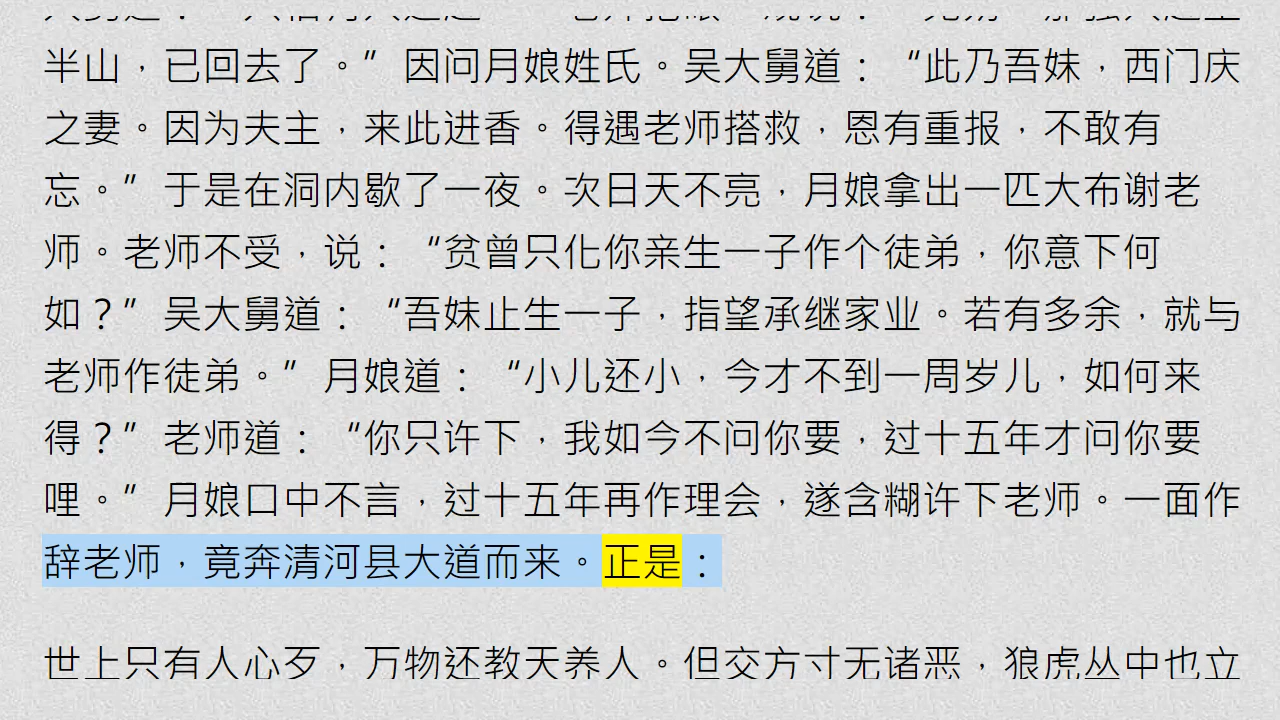 半山，已回去了。”因问月娘姓氏。吴大舅道：“此乃吾妹，西门庆
之妻。因为夫主，来此进香。得遇老师搭救，恩有重报，不敢有
忘。”于是在洞内歇了一夜。次日天不亮，月娘拿出一匹大布谢老
师。老师不受，说：“贫曾只化你亲生一子作个徒弟，你意下何
如？”吴大舅道：“吾妹止生一子，指望承继家业。若有多余，就与
老师作徒弟。”月娘道：“小儿还小，今才不到一周岁儿，如何来
得？”老师道：“你只许下，我如今不问你要，过十五年才问你要
哩。”月娘口中不言，过十五年再作理会，遂含糊许下老师。一面作
辞老师，竟奔清河县大道而来。正是：
世上只有人心歹，万物还教天养人。但交方寸无诸恶，狼虎丛中也立